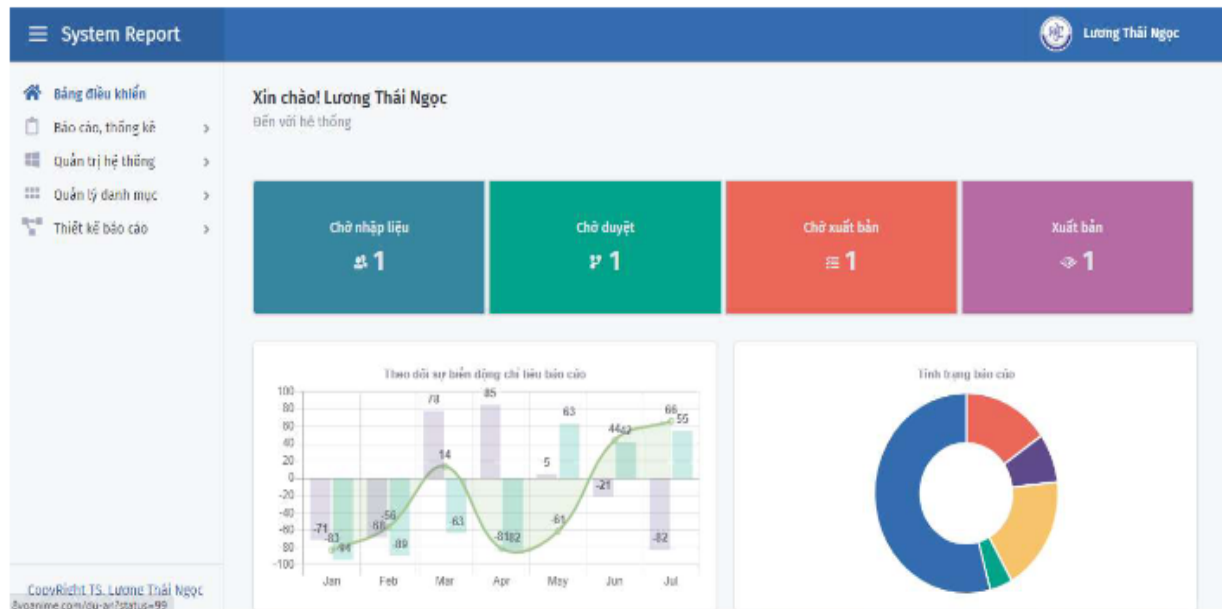 System Report
Lương Thái Ngọc
Bảng điều khiển
Báo cáo, thống kê
Quản trị hệ thống
Quản lý danh mục
Thiết kế báo cáo
Xin chào! Lương Thái Ngọc
Đến với hệ thống
Chờ nhập liệu
1
Chờ duyệt
1
Chờ xuất bản
1
Xuất bản
1
Theo dõi sự biến động chỉ tiêu báo cáo
100
80
60
40
20
0
-20
-40
-60
80
-100
-71
-83
-94
-68
-56
-89
78
14
-63
85
-81
82
5
-61
63
-21
44
42
-82
66
55
Jan
Feb
Mar
Apr
May
Jun
Jul
Tình trạng báo cáo
CopyRight TS. Lương Thái Ngọc